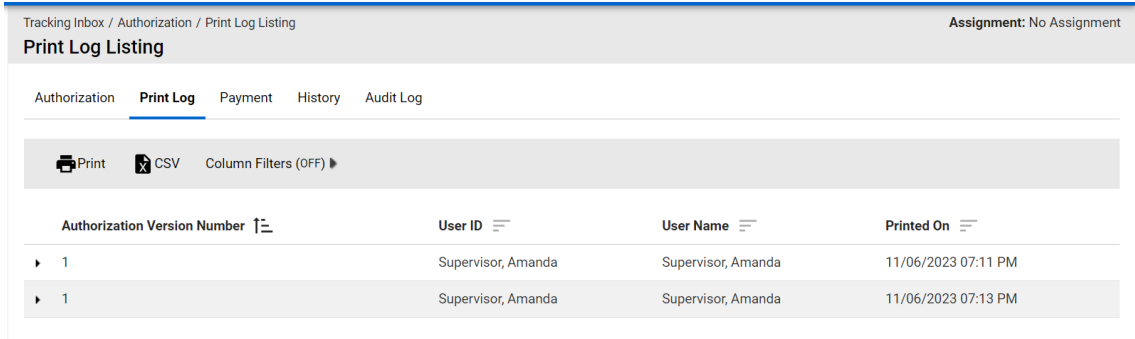 Tracking Inbox / Authorization / Print Log Listing Assignment: No Assignment
Print Log Listing
Authorization Print Log Payment History Audit Log
Print CSV Column Filters (OFF)
Authorization Version Number User ID User Name Printed On
1 Supervisor, Amanda Supervisor, Amanda 11/06/2023 07:11 PM
1 Supervisor, Amanda Supervisor, Amanda 11/06/2023 07:13 PM